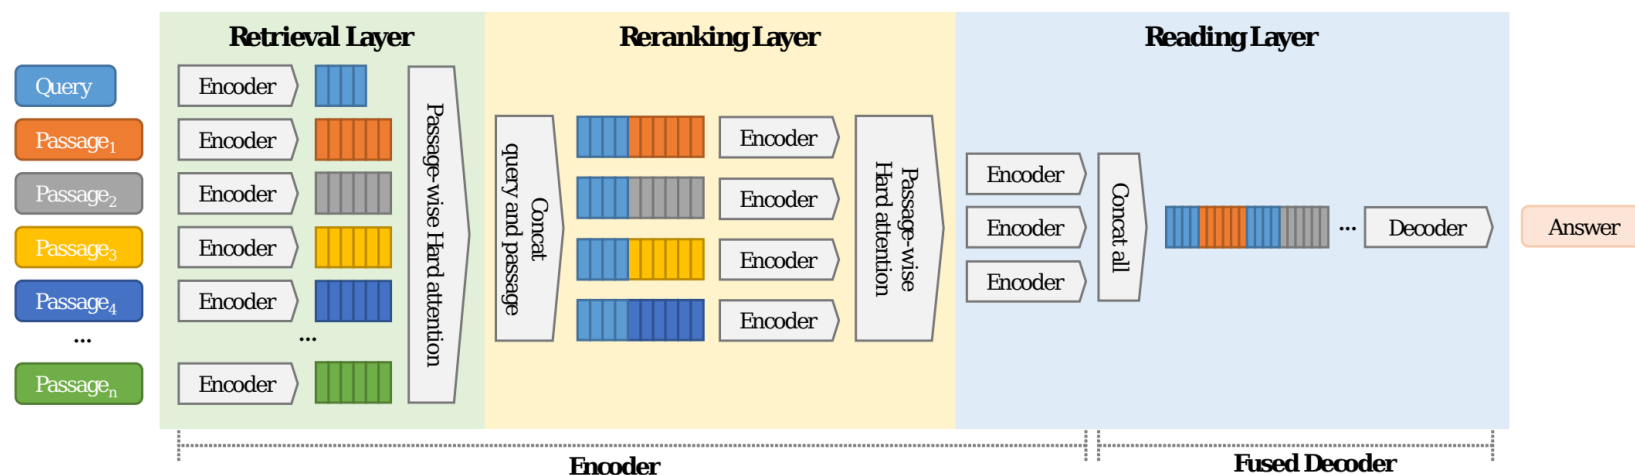 Retrieval Layer
Reranking Layer
Reading Layer
Query
Passage1
Passage2
Passage3
Passage4
...
Passagen
Encoder
Encoder
Encoder
Encoder
Encoder
...
Encoder
Passage-wise Hard attention
Concat
query and passage
Encoder
Encoder
Encoder
Encoder
Passage-wise
Hard attention
Encoder
Encoder
Encoder
Concat all
...
Decoder
Answer
Encoder
Fused Decoder